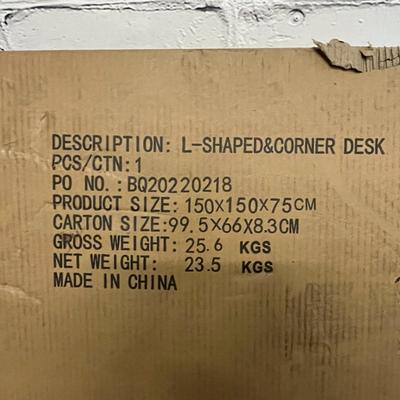 DESCRIPTION: L-SHAPED&CORNER DESK
PCS/CTN:1
PO NO.:BQ20220218
PRODUCT SIZE:150X150X75CM
CARTON SIZE:99.5X66X8.3CM
GROSS WEIGHT: 25.6 KGS
NET WEIGHT: 23.5 KGS
MADE IN CHINA